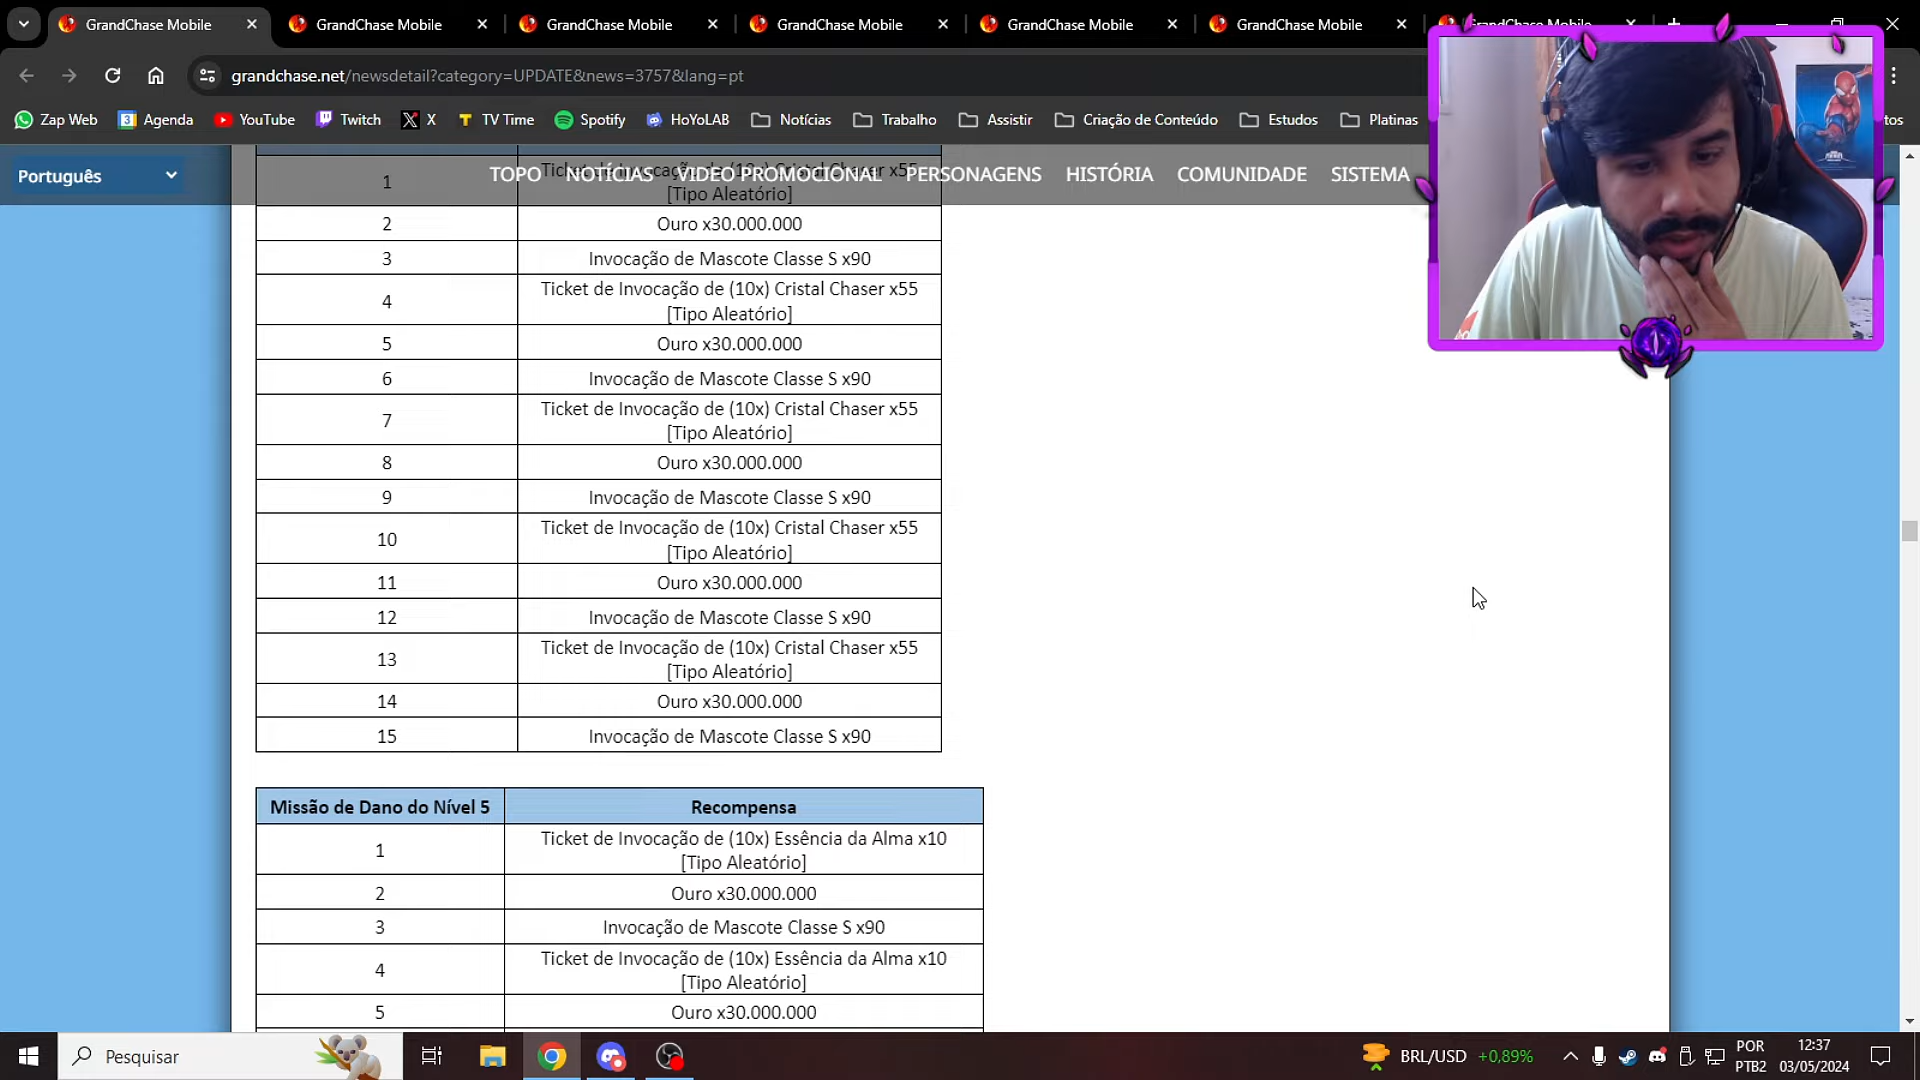 GrandChase Mobile
GrandChase Mobile
GrandChase Mobile
GrandChase Mobile
GrandChase Mobile
GrandChase Mobile
GrandChase Mobile
grandchase.net/newsdetail?category=UPDATE&news=3757&lang=pt
Zap Web
Agenda
YouTube
Twitch
X
TV Time
Spotify
HoYoLAB
Notícias
Trabalho
Assistir
Criação de Conteúdo
Estudos
Platinas
Português
TOPO
NOTÍCIAS
VÍDEO PROMOCIONAL
PERSONAGENS
HISTÓRIA
COMUNIDADE
SISTEMA
1 Ticket de Invocação de (10x) Cristal Chaser x55
[Tipo Aleatório]
2 Ouro x30.000.000
3 Invocação de Mascote Classe S x90
4 Ticket de Invocação de (10x) Cristal Chaser x55
[Tipo Aleatório]
5 Ouro x30.000.000
6 Invocação de Mascote Classe S x90
7 Ticket de Invocação de (10x) Cristal Chaser x55
[Tipo Aleatório]
8 Ouro x30.000.000
9 Invocação de Mascote Classe S x90
10 Ticket de Invocação de (10x) Cristal Chaser x55
[Tipo Aleatório]
11 Ouro x30.000.000
12 Invocação de Mascote Classe S x90
13 Ticket de Invocação de (10x) Cristal Chaser x55
[Tipo Aleatório]
14 Ouro x30.000.000
15 Invocação de Mascote Classe S x90
Missão de Dano do Nível 5 Recompensa
1 Ticket de Invocação de (10x) Essência da Alma x10
[Tipo Aleatório]
2 Ouro x30.000.000
3 Invocação de Mascote Classe S x90
4 Ticket de Invocação de (10x) Essência da Alma x10
[Tipo Aleatório]
5 Ouro x30.000.000
Pesquisar
BRL/USD +0,89%
POR
PTB2
12:37
03/05/2024